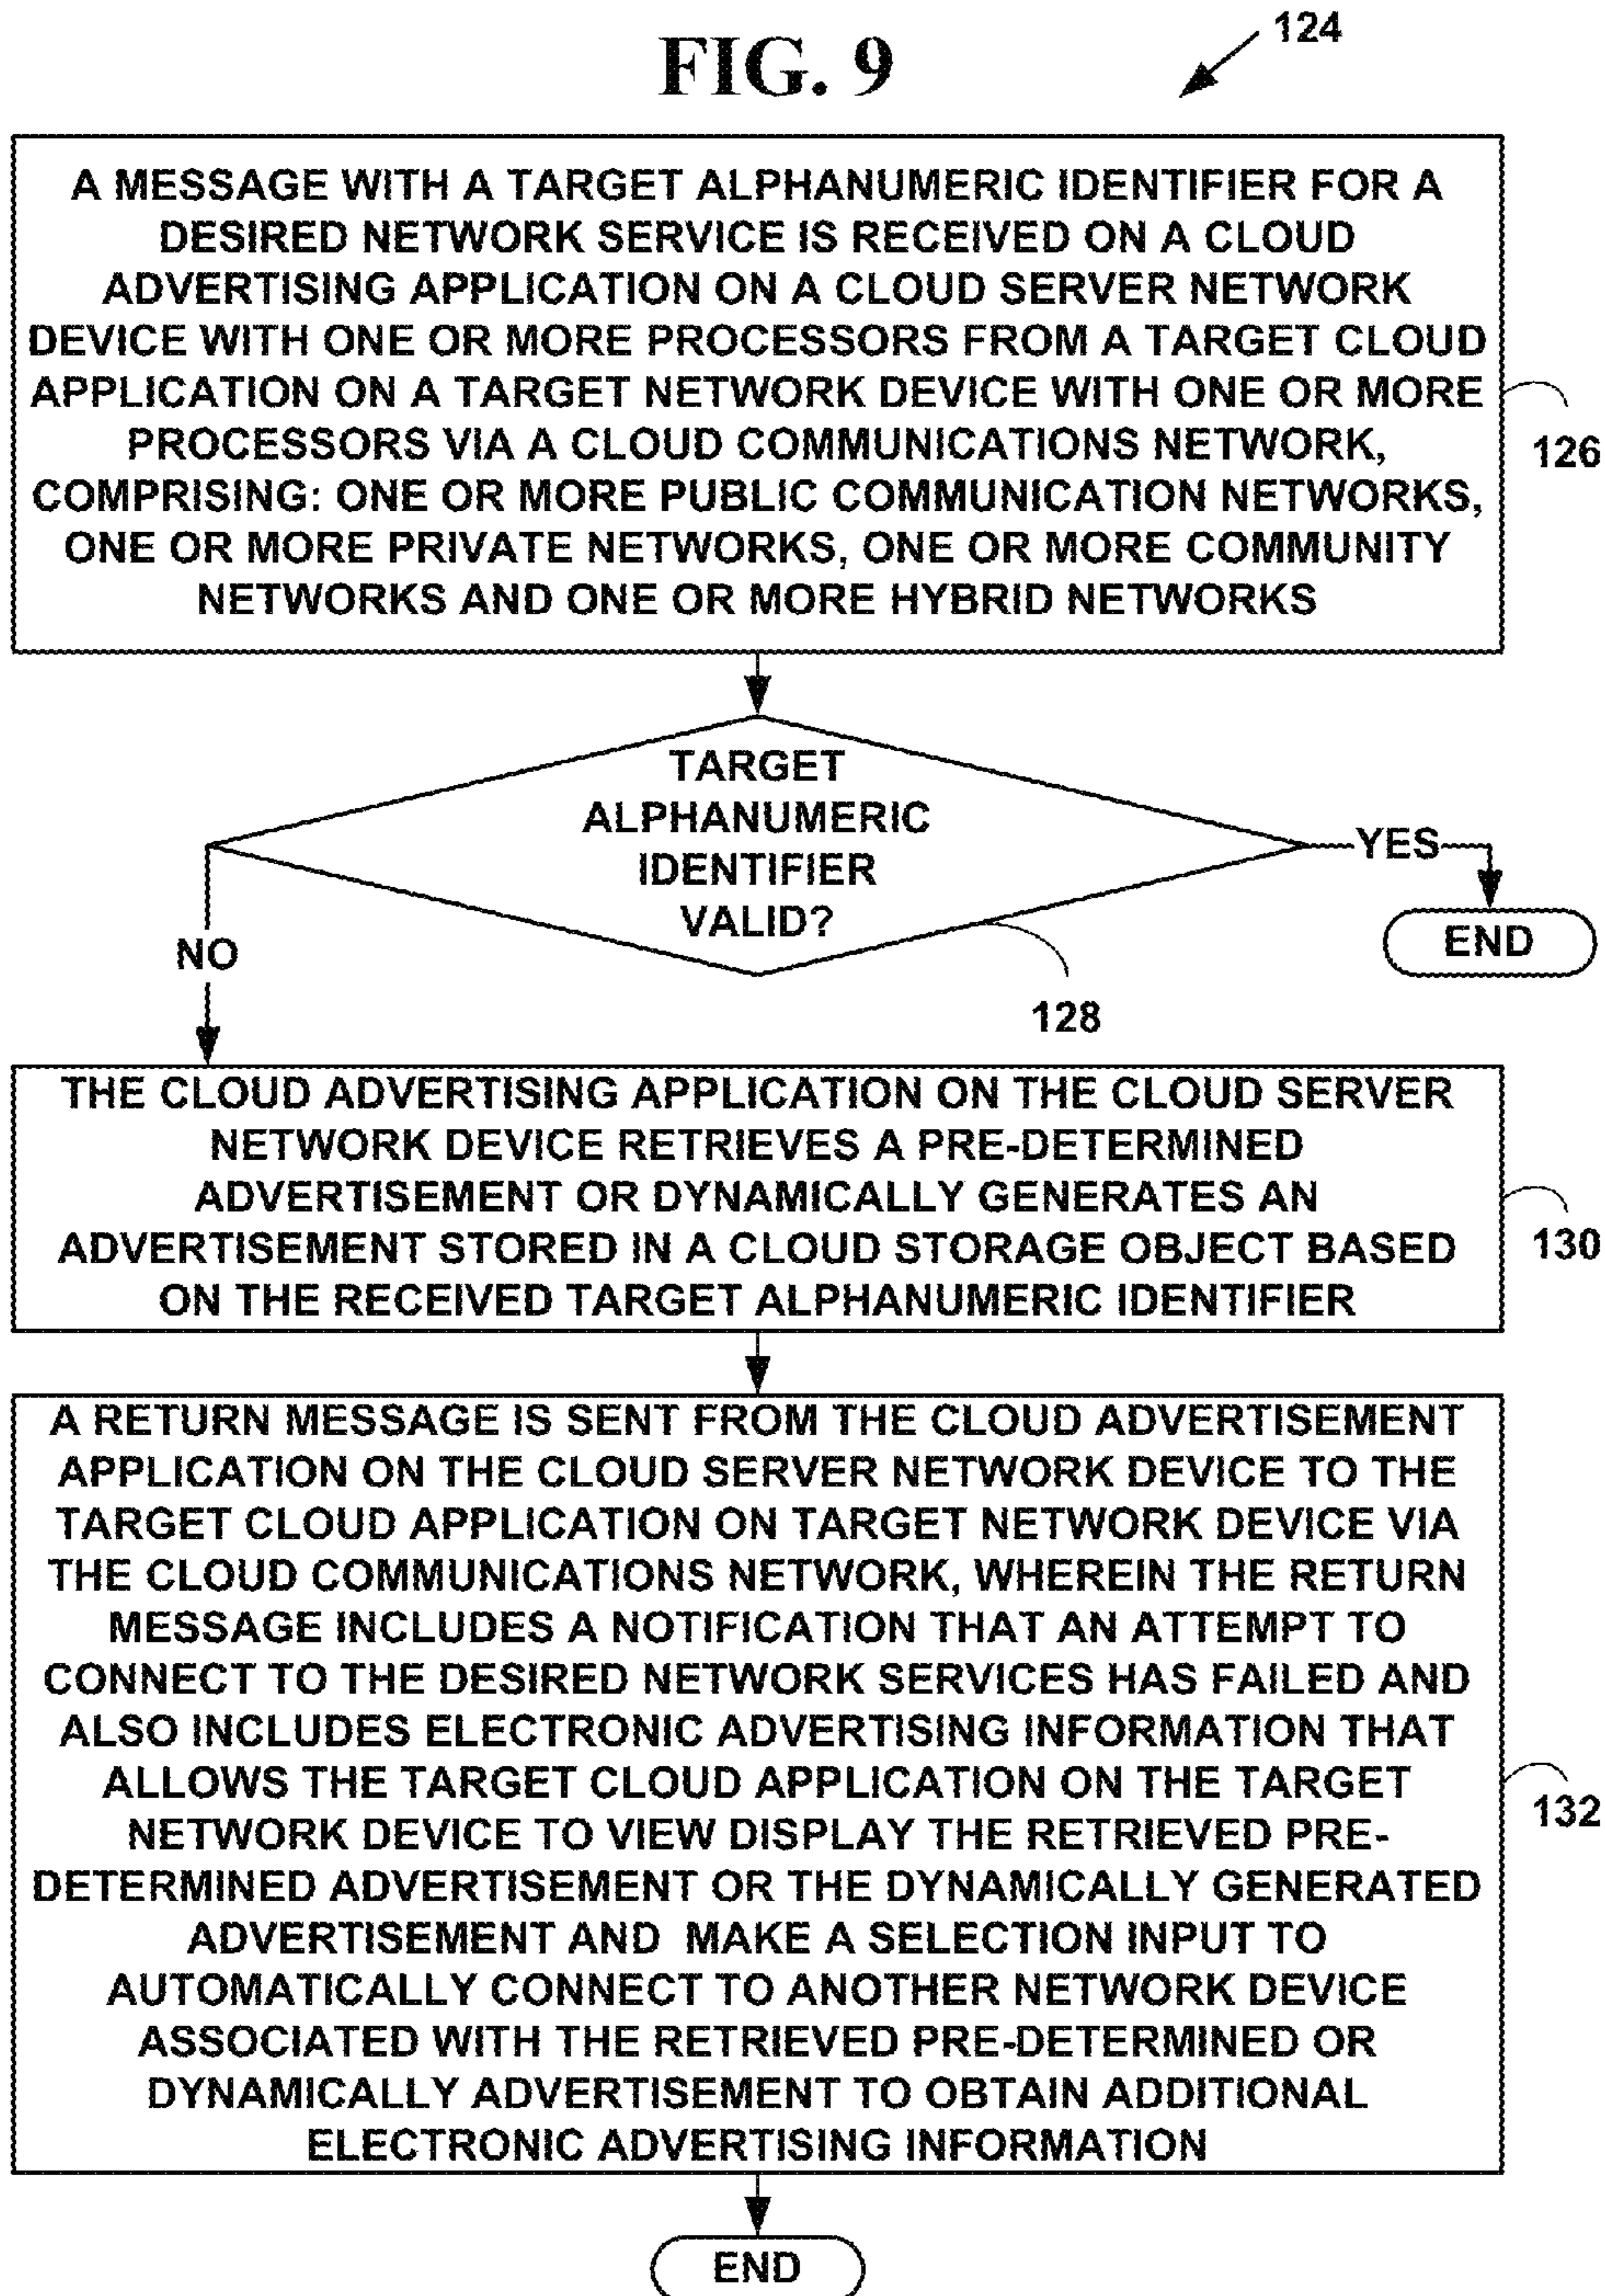 FIG. 9
124
A MESSAGE WITH A TARGET ALPHANUMERIC IDENTIFIER FOR A
DESIRED NETWORK SERVICE IS RECEIVED ON A CLOUD
ADVERTISING APPLICATION ON A CLOUD SERVER NETWORK
DEVICE WITH ONE OR MORE PROCESSORS FROM A TARGET CLOUD
APPLICATION ON A TARGET NETWORK DEVICE WITH ONE OR MORE
PROCESSORS VIA A CLOUD COMMUNICATIONS NETWORK,
COMPRISING: ONE OR MORE PUBLIC COMMUNICATION NETWORKS,
ONE OR MORE PRIVATE NETWORKS, ONE OR MORE COMMUNITY
NETWORKS AND ONE OR MORE HYBRID NETWORKS
126
TARGET
ALPHANUMERIC
IDENTIFIER
VALID?
YES
END
NO
128
THE CLOUD ADVERTISING APPLICATION ON THE CLOUD SERVER
NETWORK DEVICE RETRIEVES A PRE-DETERMINED
ADVERTISEMENT OR DYNAMICALLY GENERATES AN
ADVERTISEMENT STORED IN A CLOUD STORAGE OBJECT BASED
ON THE RECEIVED TARGET ALPHANUMERIC IDENTIFIER
130
A RETURN MESSAGE IS SENT FROM THE CLOUD ADVERTISEMENT
APPLICATION ON THE CLOUD SERVER NETWORK DEVICE TO THE
TARGET CLOUD APPLICATION ON TARGET NETWORK DEVICE VIA
THE CLOUD COMMUNICATIONS NETWORK, WHEREIN THE RETURN
MESSAGE INCLUDES A NOTIFICATION THAT AN ATTEMPT TO
CONNECT TO THE DESIRED NETWORK SERVICES HAS FAILED AND
ALSO INCLUDES ELECTRONIC ADVERTISING INFORMATION THAT
ALLOWS THE TARGET CLOUD APPLICATION ON THE TARGET
NETWORK DEVICE TO VIEW DISPLAY THE RETRIEVED PRE-
DETERMINED ADVERTISEMENT OR THE DYNAMICALLY GENERATED
ADVERTISEMENT AND MAKE A SELECTION INPUT TO
AUTOMATICALLY CONNECT TO ANOTHER NETWORK DEVICE
ASSOCIATED WITH THE RETRIEVED PRE-DETERMINED OR
DYNAMICALLY ADVERTISEMENT TO OBTAIN ADDITIONAL
ELECTRONIC ADVERTISING INFORMATION
132
END